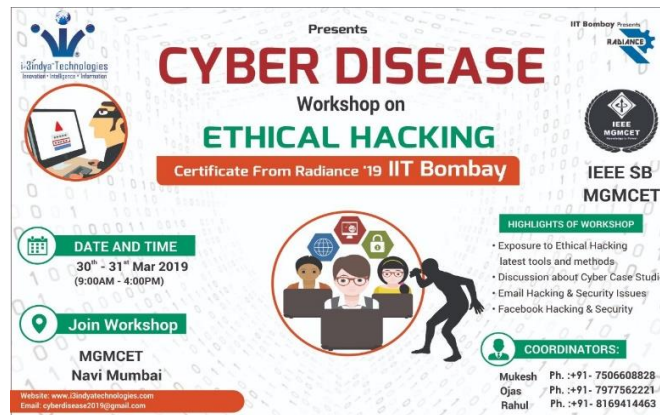 Presents
i-3indya Technologies
Innovation • Intelligence • Information
IIT Bombay Presents
RADIANCE
CYBER DISEASE
Workshop on
ETHICAL HACKING
Certificate From Radiance '19 IIT Bombay
IEEE
MGMCET
IEEE SB
MGMCET
DATE AND TIME
30th - 31st Mar 2019
(9:00AM - 4:00PM)
Join Workshop
MGMCET
Navi Mumbai
HIGHLIGHTS OF WORKSHOP
• Exposure to Ethical Hacking
latest tools and methods
• Discussion about Cyber Case Studi
• Email Hacking & Security Issues
• Facebook Hacking & Security
COORDINATORS:
Mukesh Ph. :+91- 7506608828
Ojas Ph. :+91- 7977562221
Rahul Ph. :+91- 8169414463
Website: www.i3indyatechnologies.com
Email: cyberdisease2019@gmail.com